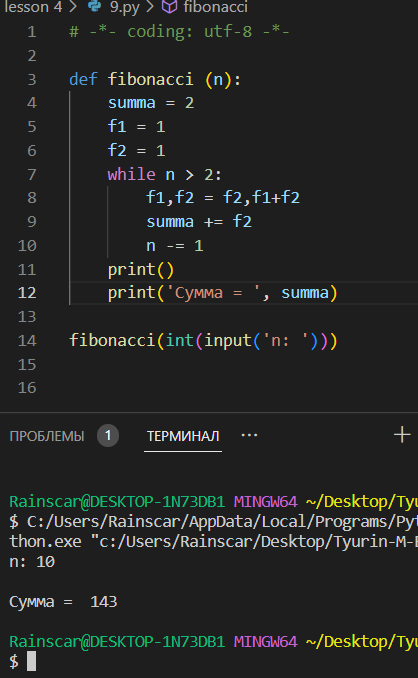 lesson 4 > 9.py > fibonacci
1 # -*- coding: utf-8 -*-
2
3 def fibonacci (n):
4 summa = 2
5 f1 = 1
6 f2 = 1
7 while n > 2:
8 f1,f2 = f2,f1+f2
9 summa += f2
10 n -= 1
11 print()
12 print('Сумма = ', summa)
13
14 fibonacci(int(input('n: ')))
15
16
ПРОБЛЕМЫ 1 ТЕРМИНАЛ ··· +
Rainscar@DESKTOP-1N73DB1 MINGW64 ~/Desktop/Tyu
$ C:/Users/Rainscar/AppData/Local/Programs/Pyt
thon.exe "c:/Users/Rainscar/Desktop/Tyurin-M-
n: 10
Сумма =  143
Rainscar@DESKTOP-1N73DB1 MINGW64 ~/Desktop/Tyu
$